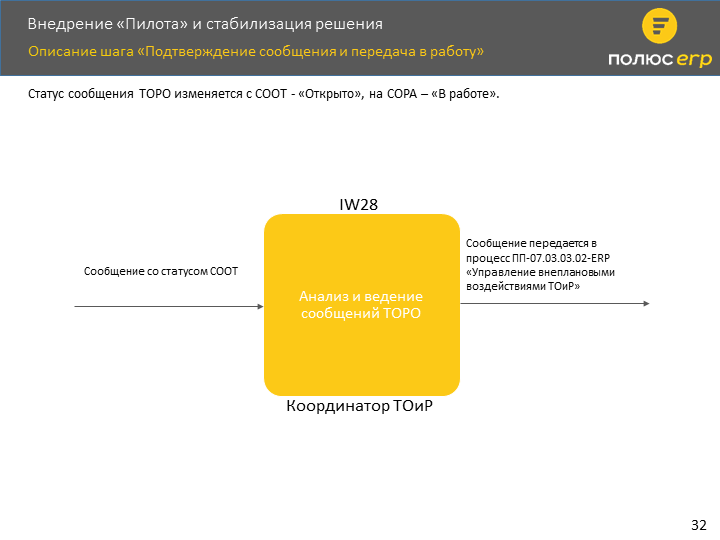 Внедрение «Пилота» и стабилизация решения
Описание шага «Подтверждение сообщения и передача в работу»
ПОЛЮС erp
Статус сообщения ТОРО изменяется с СООТ - «Открыто», на СОРА – «В работе».
IW28
Сообщение со статусом СООТ
Анализ и ведение
сообщений ТОРО
Сообщение передается в
процесс ПП-07.03.03.02-ERP
«Управление внеплановыми
воздействиями ТОиР»
Координатор ТОиР
32